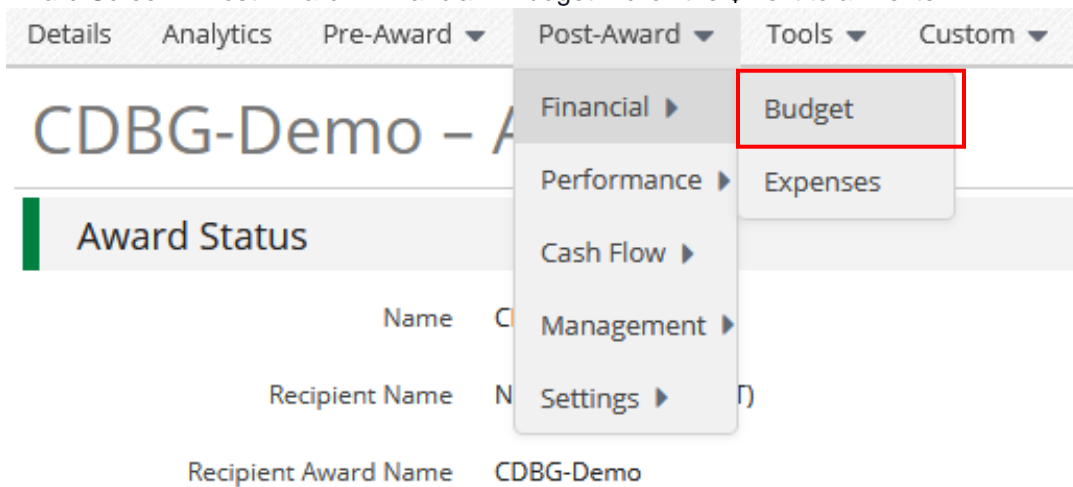 Details Analytics Pre-Award Post-Award Tools Custom
CDBG-Demo –
Financial Budget
Performance Expenses
Award Status
Cash Flow
Name
Management
Recipient Name N T)
Settings
Recipient Award Name CDBG-Demo